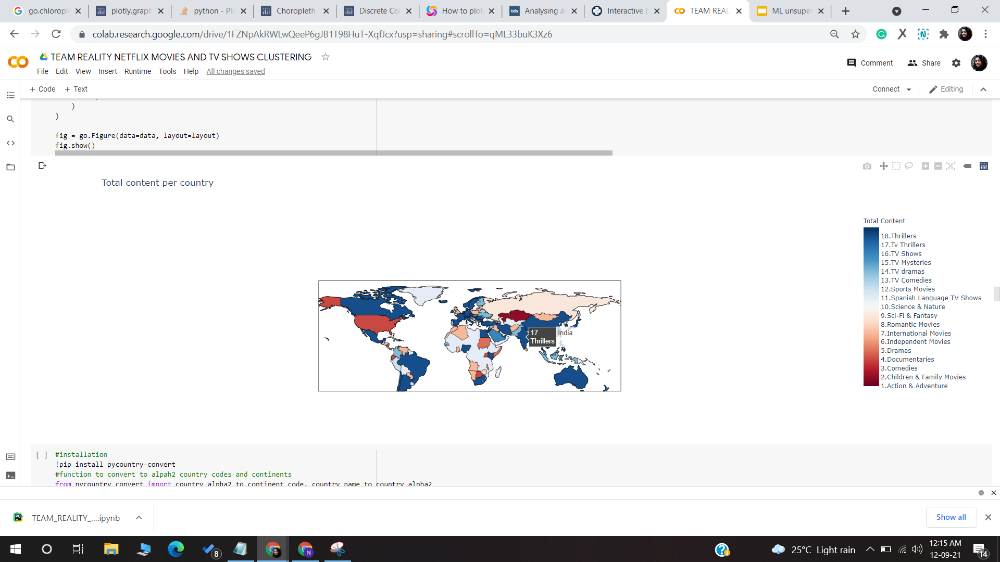 go.chlorople
plotly.graph
python - Plo
Choropleth
Discrete Col
How to plot
tds
Analysing a
Interactive D
TEAM REAL
ML unsuper
colab.research.google.com/drive/1FZNpAkRWLwQeeP6gJB1T98HuT-XqfJcx?usp=sharing#scrollTo=qML33buK3Xz6
TEAM REALITY NETFLIX MOVIES AND TV SHOWS CLUSTERING
File Edit View Insert Runtime Tools Help All changes saved
Comment
Share
+ Code + Text
Connect
Editing
)
)
fig = go.Figure(data=data, layout=layout)
fig.show()
Total content per country
Total Content
18.Thrillers
17.Tv Thrillers
16.TV Shows
15.TV Mysteries
14.TV dramas
13.TV Comedies
12.Sports Movies
11.Spanish Language TV Shows
10.Science & Nature
9.Sci-Fi & Fantasy
8.Romantic Movies
7.International Movies
6.Independent Movies
5.Dramas
4.Documentaries
3.Comedies
2.Children & Family Movies
1.Action & Adventure
17
Thrillers
India
[ ] #installation
!pip install pycountry-convert
#function to convert to alpah2 country codes and continents
from pycountry_convert import country_alpha2_to_continent_code, country_name_to_country_alpha2
TEAM_REALITY_....ipynb
Show all
8
N
25°C Light rain
12:15 AM
12-09-21
14